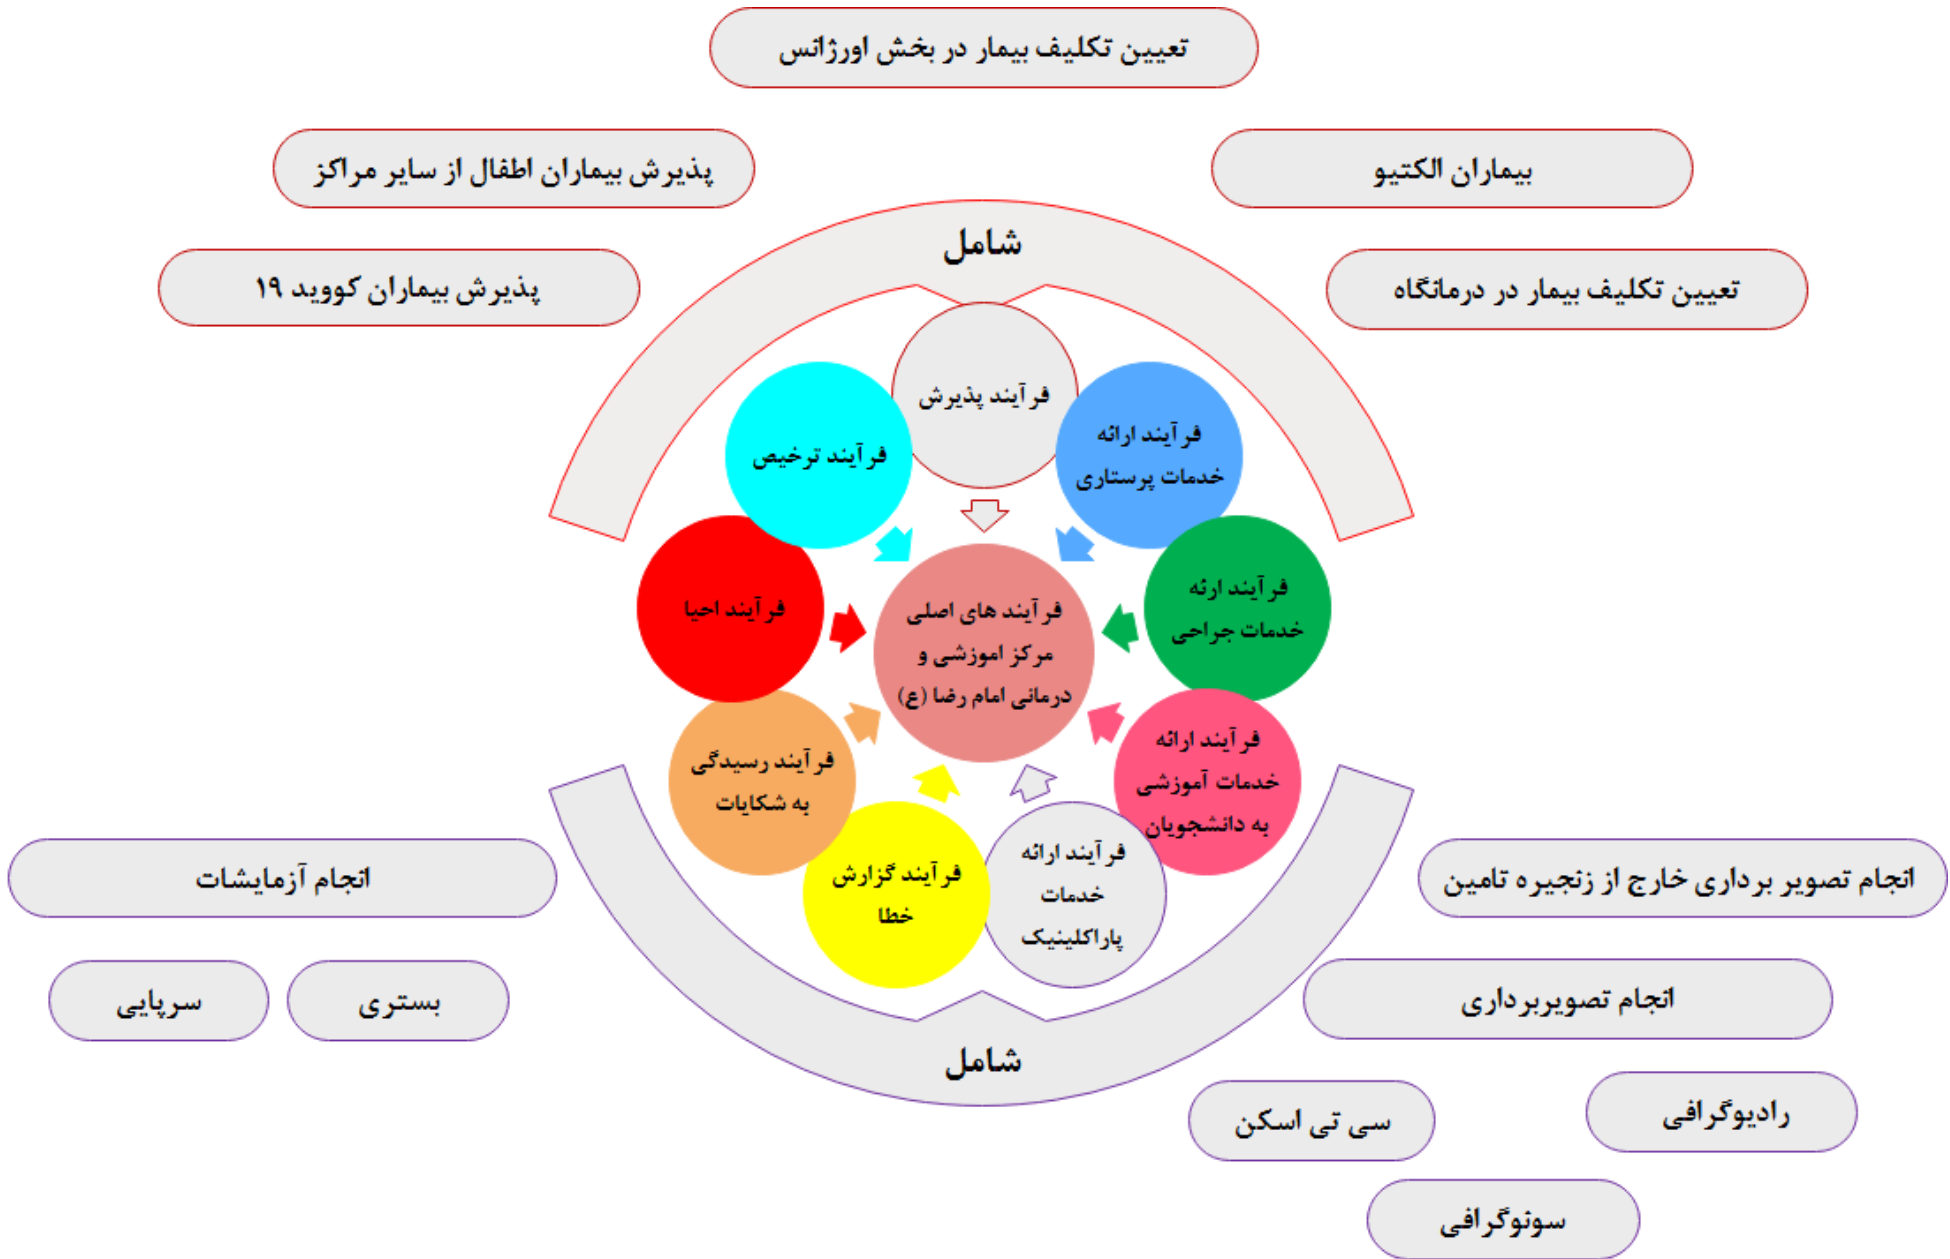 تعیین تکلیف بیمار در بخش اورژانس
بیماران الکتیو
پذیرش بیماران اطفال از سایر مراکز
تعیین تکلیف بیمار در درمانگاه
پذیرش بیماران کووید ۱۹
شامل
فرآیند پذیرش
فرآیند ارائه
خدمات پرستاری
فرآیند ترخیص
فرآیند ارئه
خدمات جراحی
فرآیند احیا
فرآیند های اصلی
مرکز اموزشی و
درمانی امام رضا (ع)
فرآیند ارائه
خدمات آموزشی
به دانشجویان
فرآیند رسیدگی
به شکایات
فرآیند ارائه
خدمات
پاراکلینیک
فرآیند گزارش
خطا
شامل
انجام تصویر برداری خارج از زنجیره تامین
انجام تصویربرداری
رادیوگرافی
سی تی اسکن
سونوگرافی
انجام آزمایشات
بستری
سرپایی